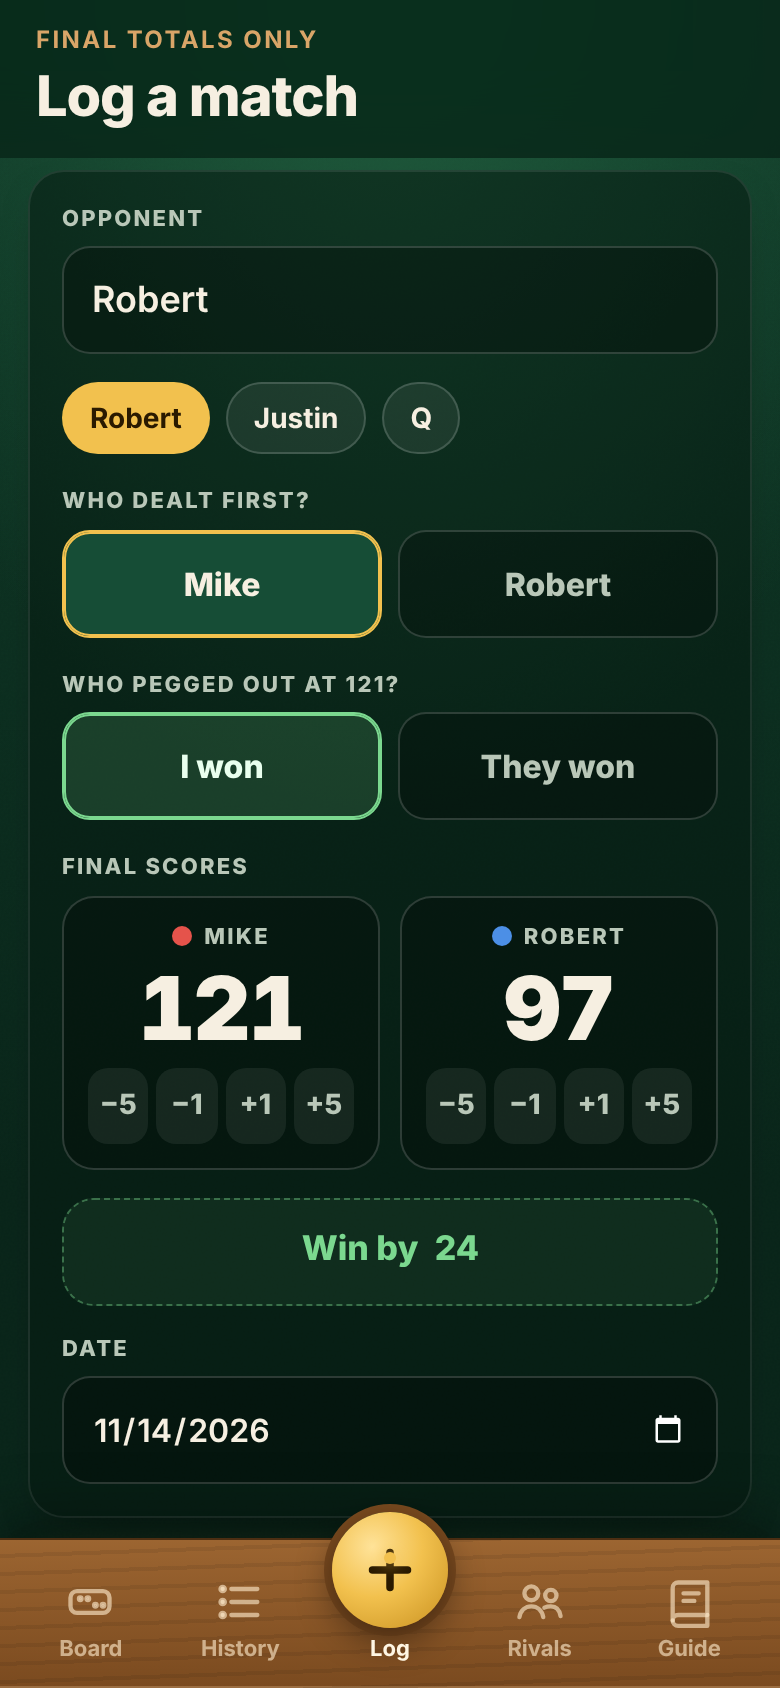 FINAL TOTALS ONLY
Log a match
OPPONENT
Robert
Robert Justin Q
WHO DEALT FIRST?
Mike Robert
WHO PEGGED OUT AT 121?
I won They won
FINAL SCORES
MIKE ROBERT
121 97
−5 −1 +1 +5 −5 −1 +1 +5
Win by 24
DATE
11/14/2026
Board History Log Rivals Guide